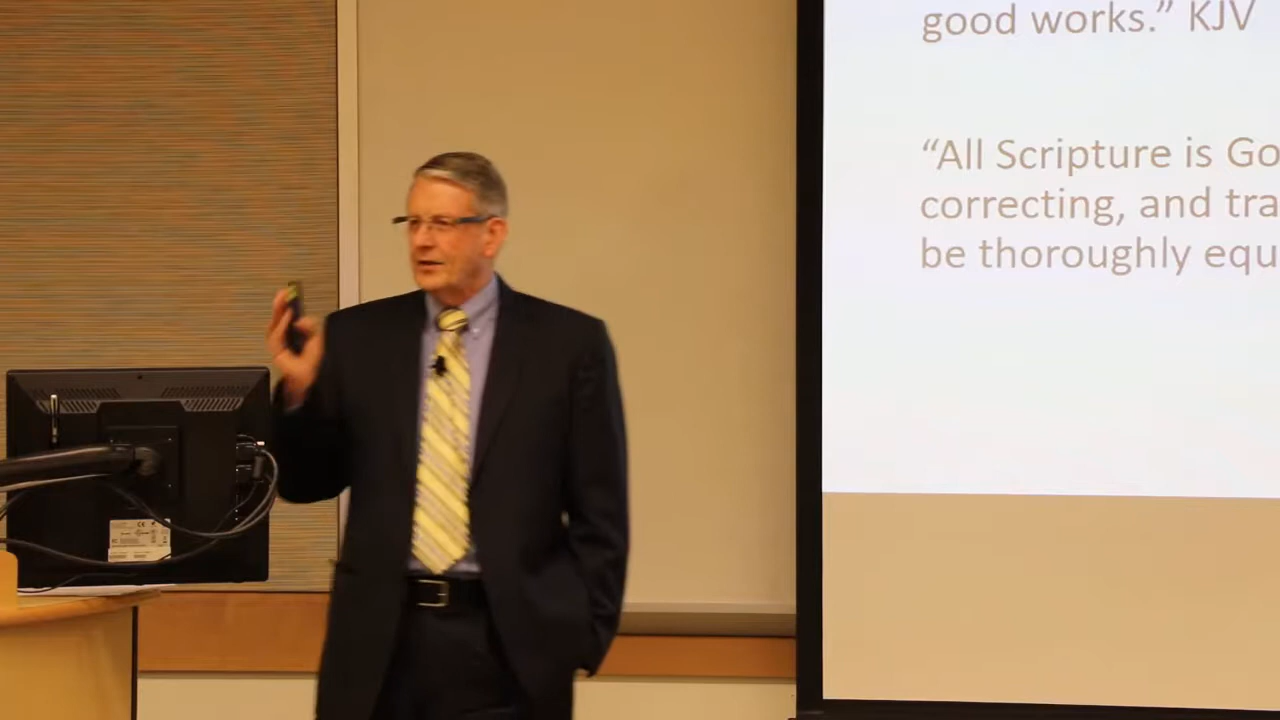 good works.” KJV
“All Scripture is Go
correcting, and tra
be thoroughly equ